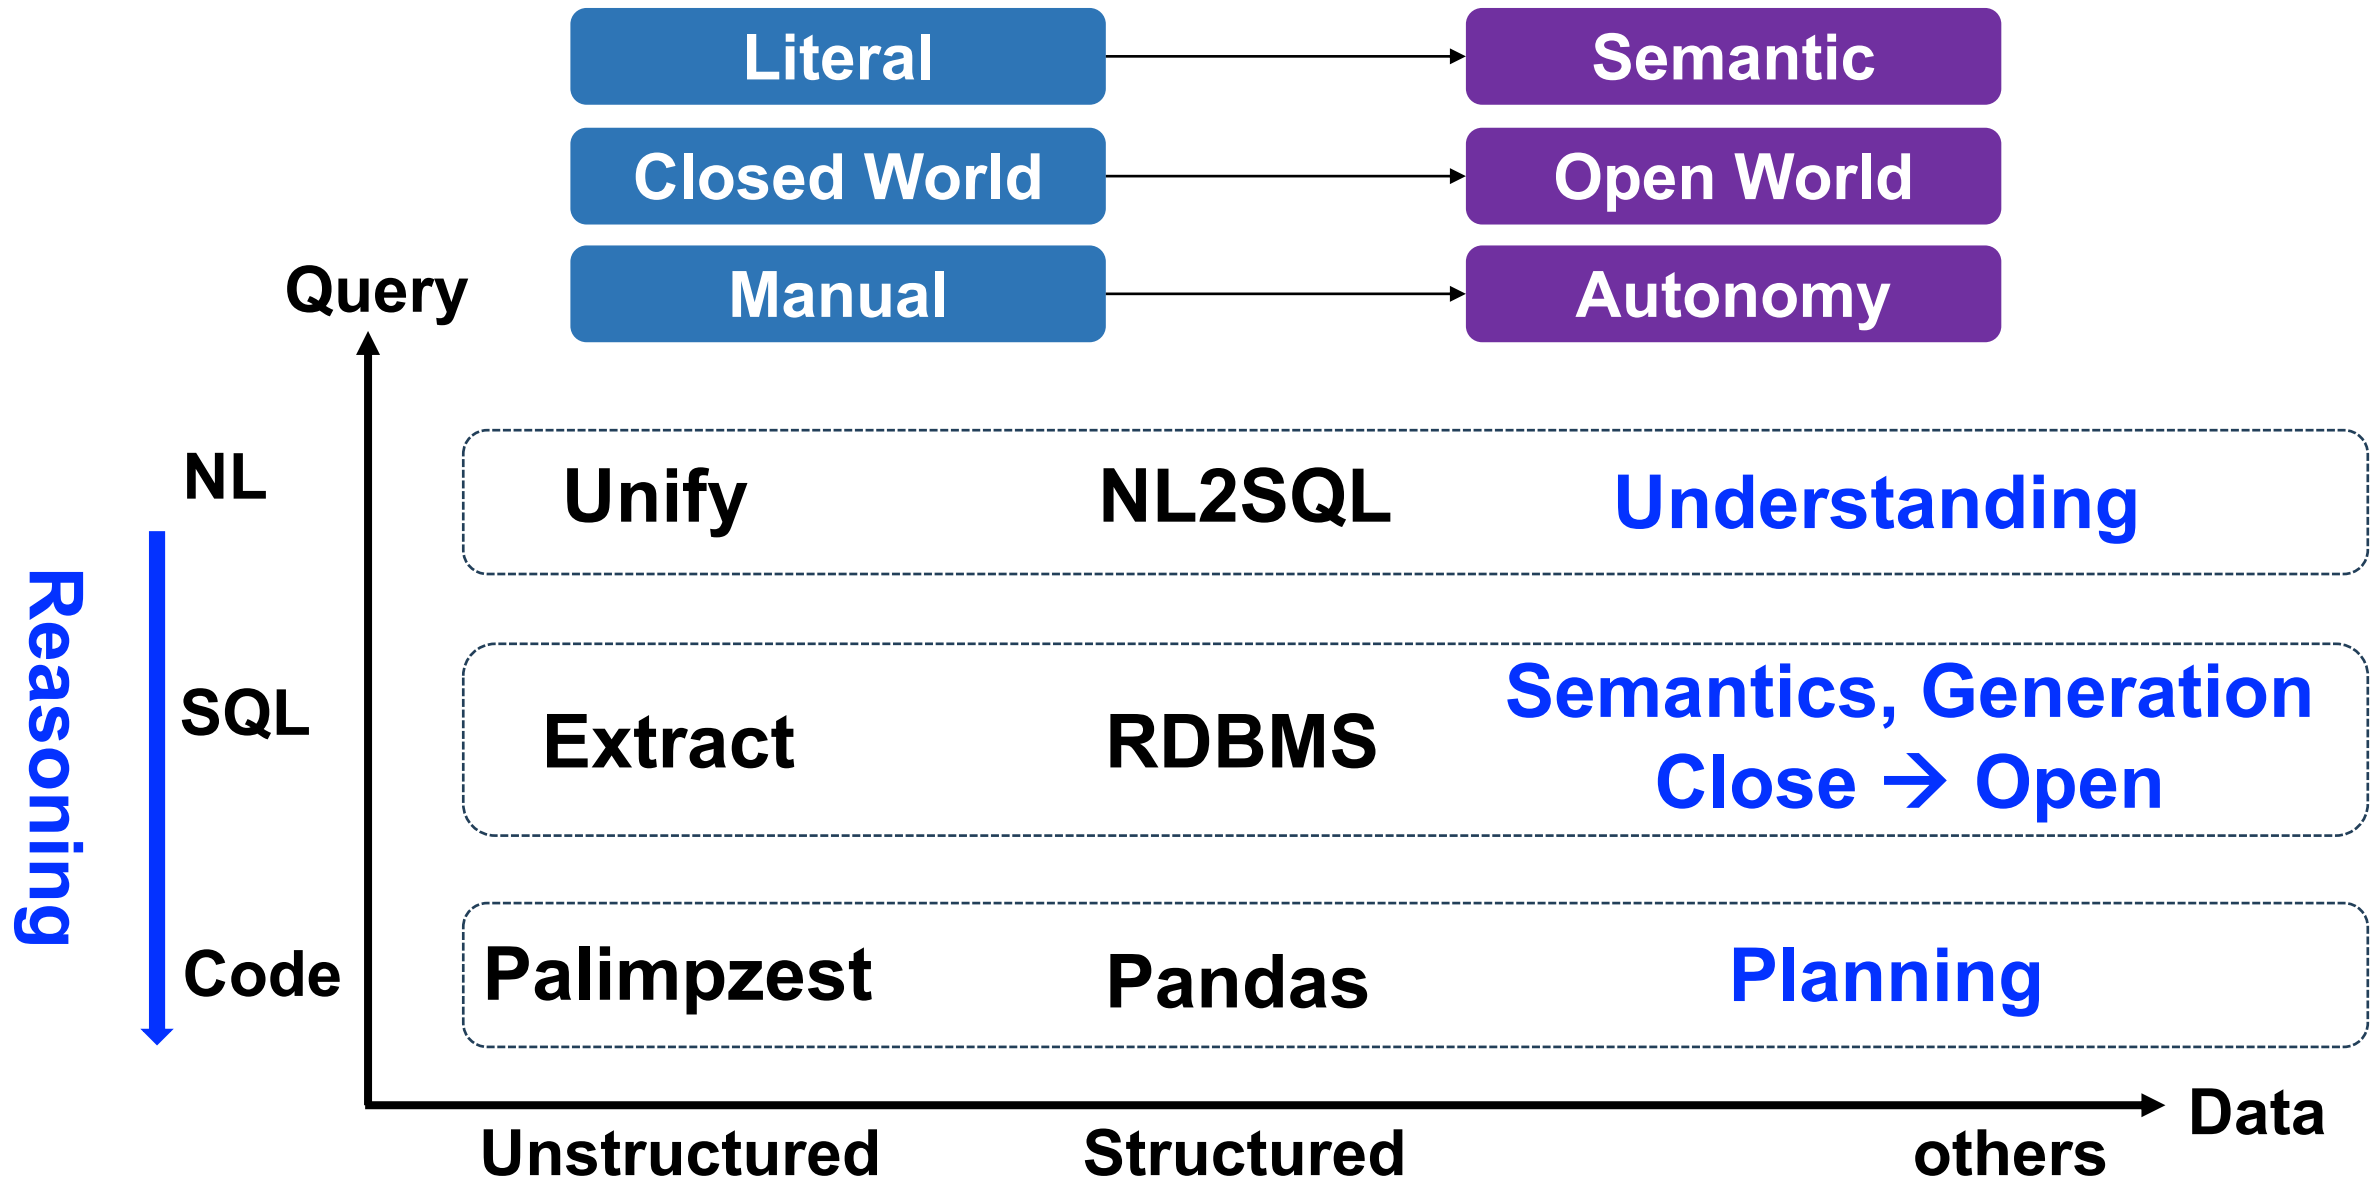 Literal
Semantic
Closed World
Open World
Manual
Autonomy
Query
NL
Unify
NL2SQL
Understanding
Reasoning
SQL
Extract
RDBMS
Semantics, Generation
Close → Open
Code
Palimpzest
Pandas
Planning
Data
Unstructured
Structured
others